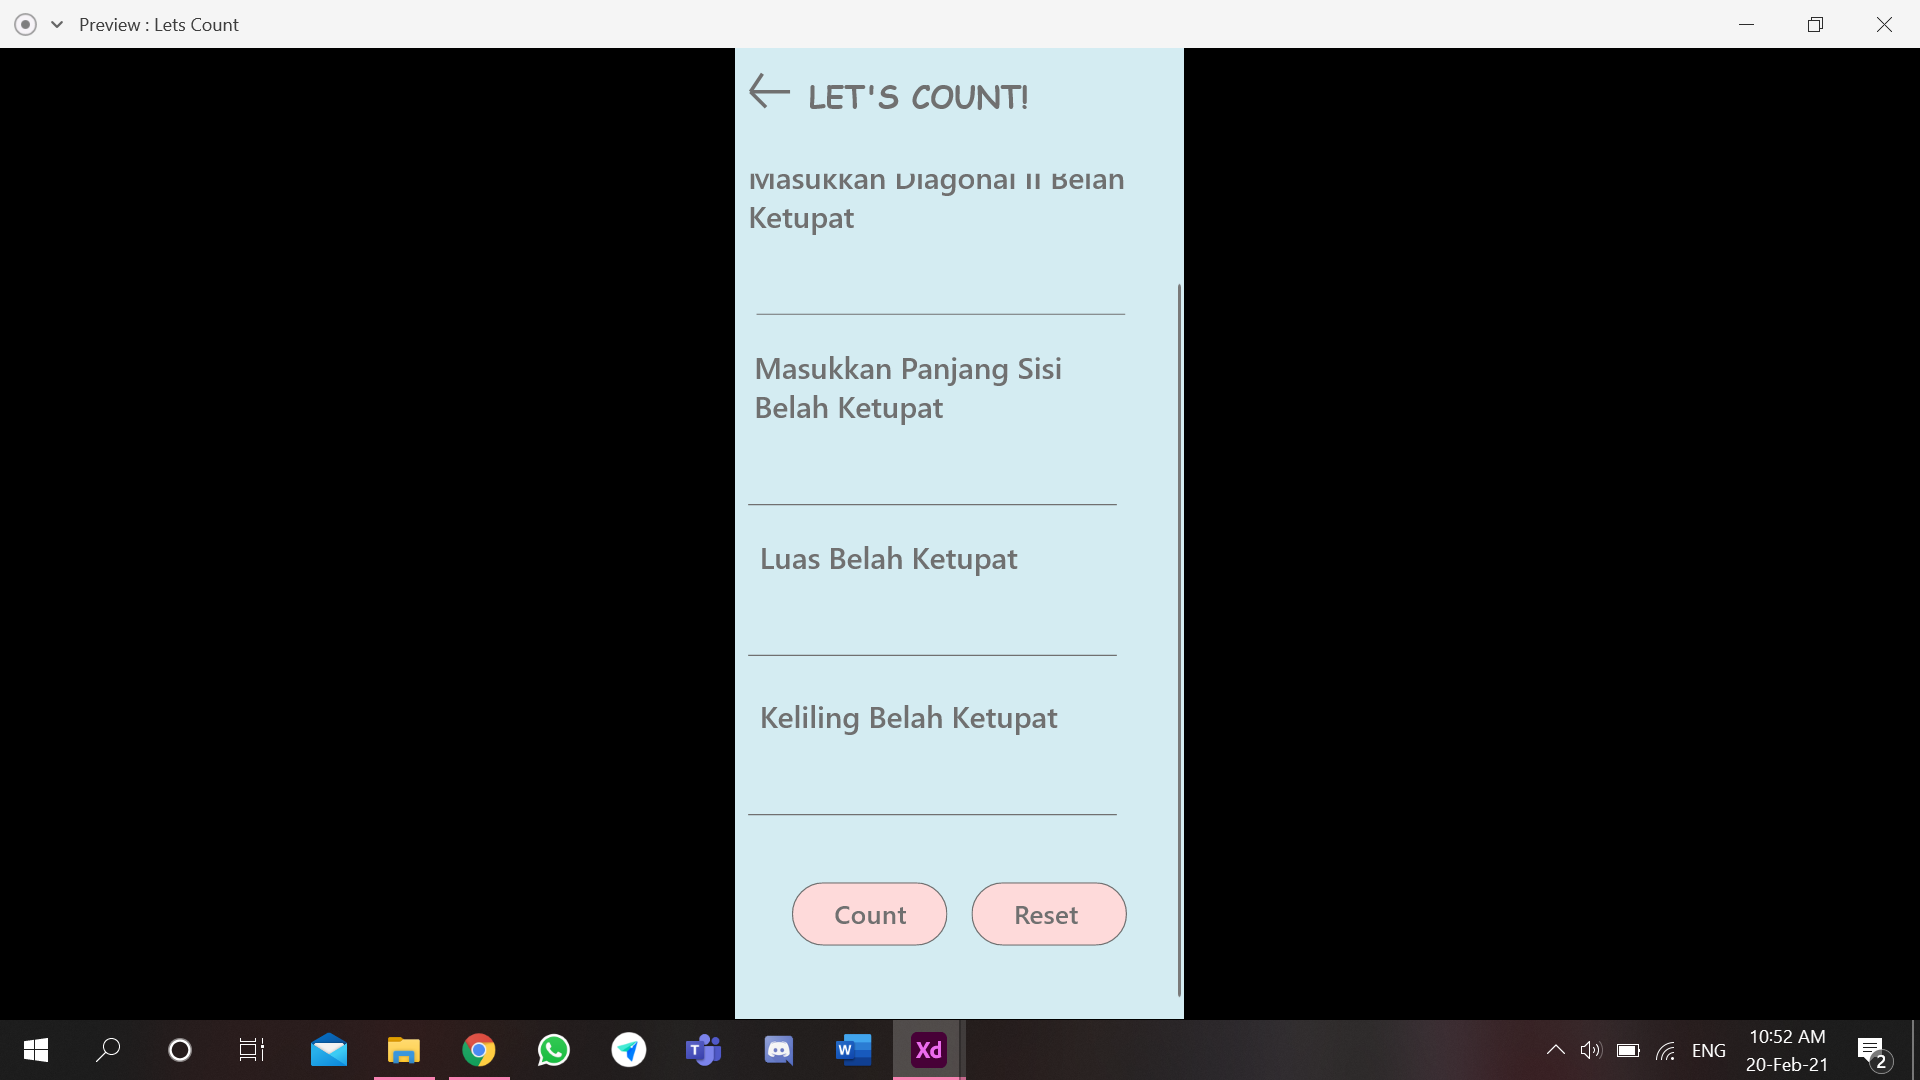 Preview : Lets Count
LET'S COUNT!
Masukkan Diagonal II Belah
Ketupat
Masukkan Panjang Sisi
Belah Ketupat
Luas Belah Ketupat
Keliling Belah Ketupat
Count
Reset
T
W
Xd
ENG
10:52 AM
20-Feb-21
2